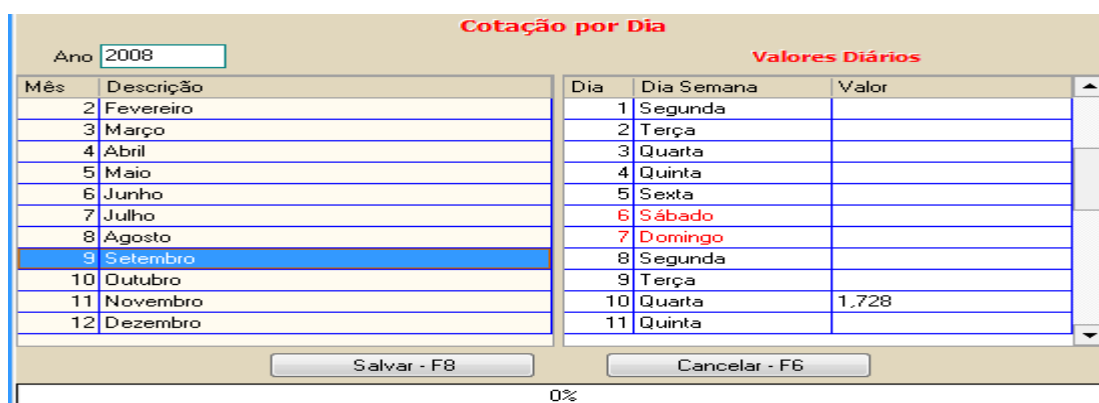 Cotação por Dia
Ano 2008
Valores Diários
Mês Descrição
2 Fevereiro
3 Março
4 Abril
5 Maio
6 Junho
7 Julho
8 Agosto
9 Setembro
10 Outubro
11 Novembro
12 Dezembro
Dia Dia Semana Valor
1 Segunda
2 Terça
3 Quarta
4 Quinta
5 Sexta
6 Sábado
7 Domingo
8 Segunda
9 Terça
10 Quarta 1,728
11 Quinta
Salvar - F8
Cancelar - F6
0%